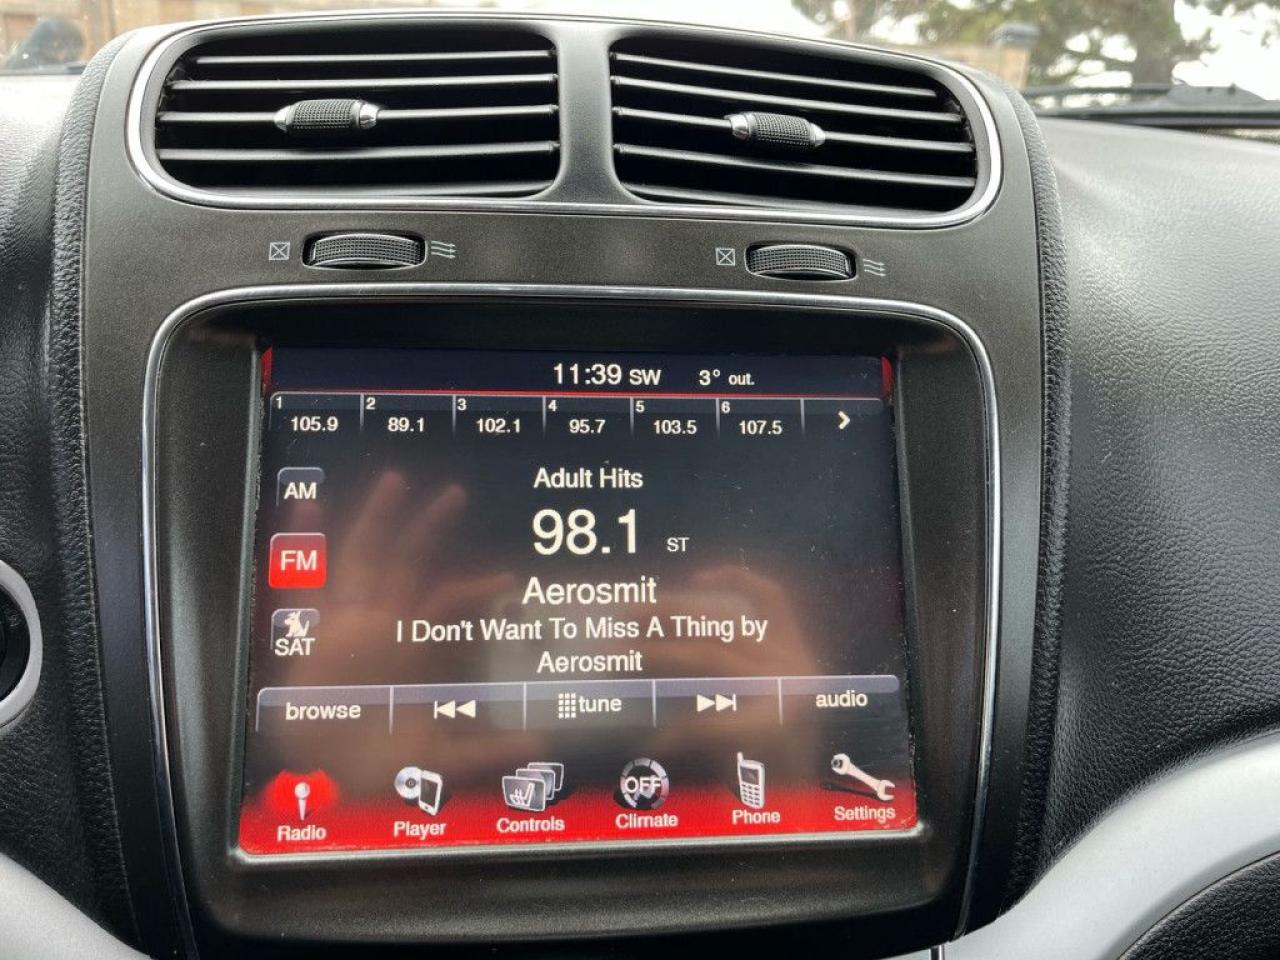 11:39 SW 3° out.
1 105.9 2 89.1 3 102.1 4 95.7 5 103.5 6 107.5
Adult Hits
AM
98.1 ST
FM
Aerosmit
I Don't Want To Miss A Thing by
Aerosmit
SAT
browse tune audio
OFF
Radio Player Controls Climate Phone Settings